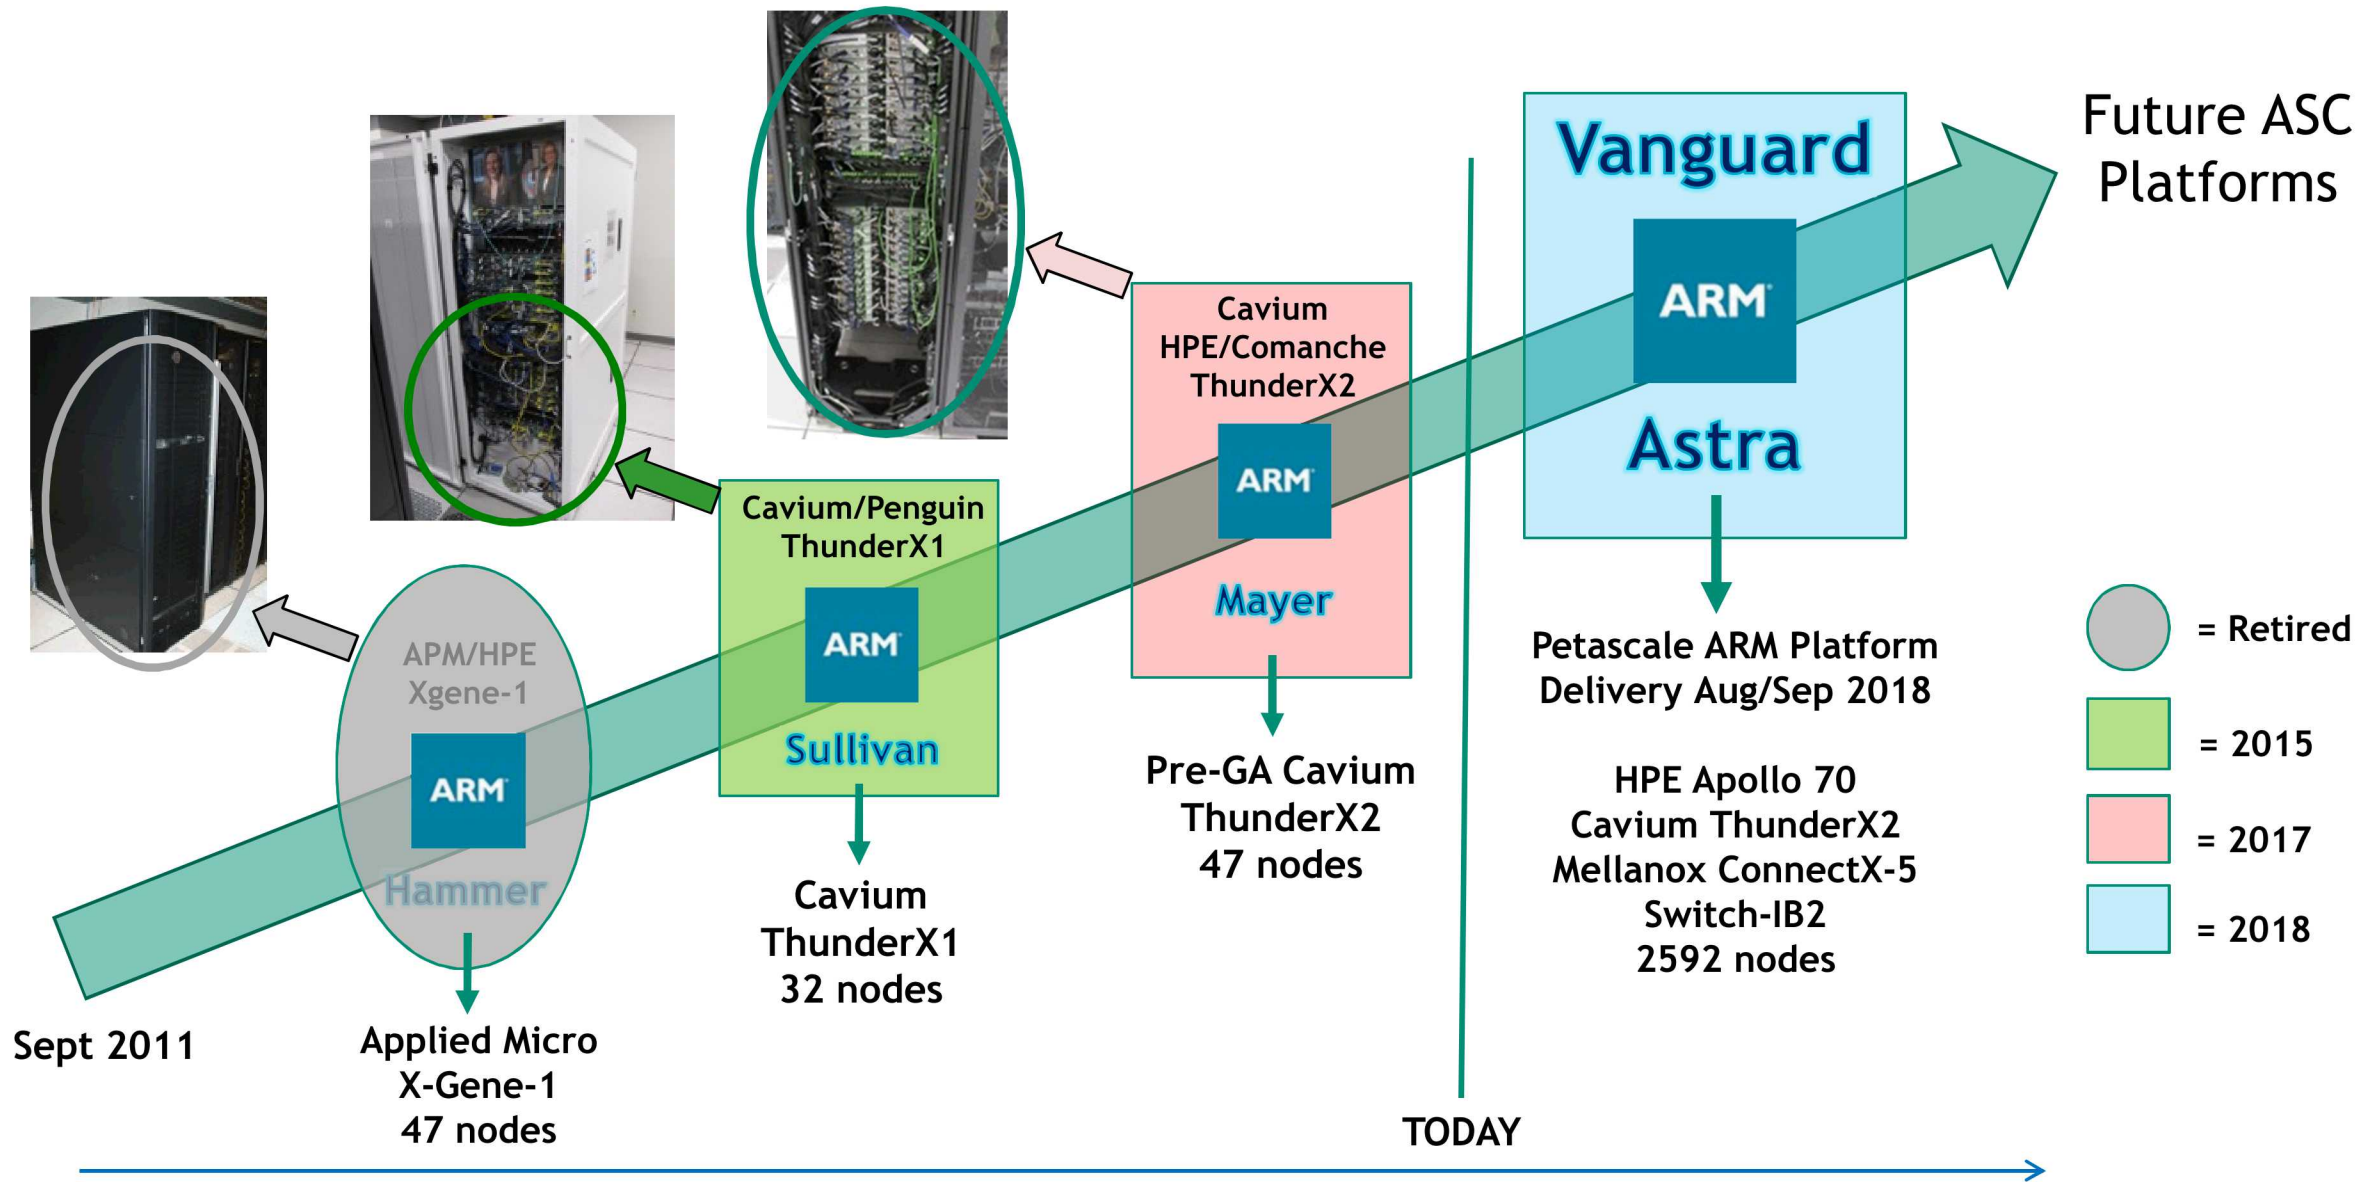 Future ASC
Platforms
Vanguard
ARM
Astra
Petascale ARM Platform
Delivery Aug/Sep 2018
HPE Apollo 70
Cavium ThunderX2
Mellanox ConnectX-5
Switch-IB2
2592 nodes
Cavium
HPE/Comanche
ThunderX2
ARM
Mayer
Pre-GA Cavium
ThunderX2
47 nodes
Cavium/Penguin
ThunderX1
ARM
Sullivan
Cavium
ThunderX1
32 nodes
APM/HPE
Xgene-1
ARM
Hammer
Applied Micro
X-Gene-1
47 nodes
Sept 2011
TODAY
= Retired
= 2015
= 2017
= 2018